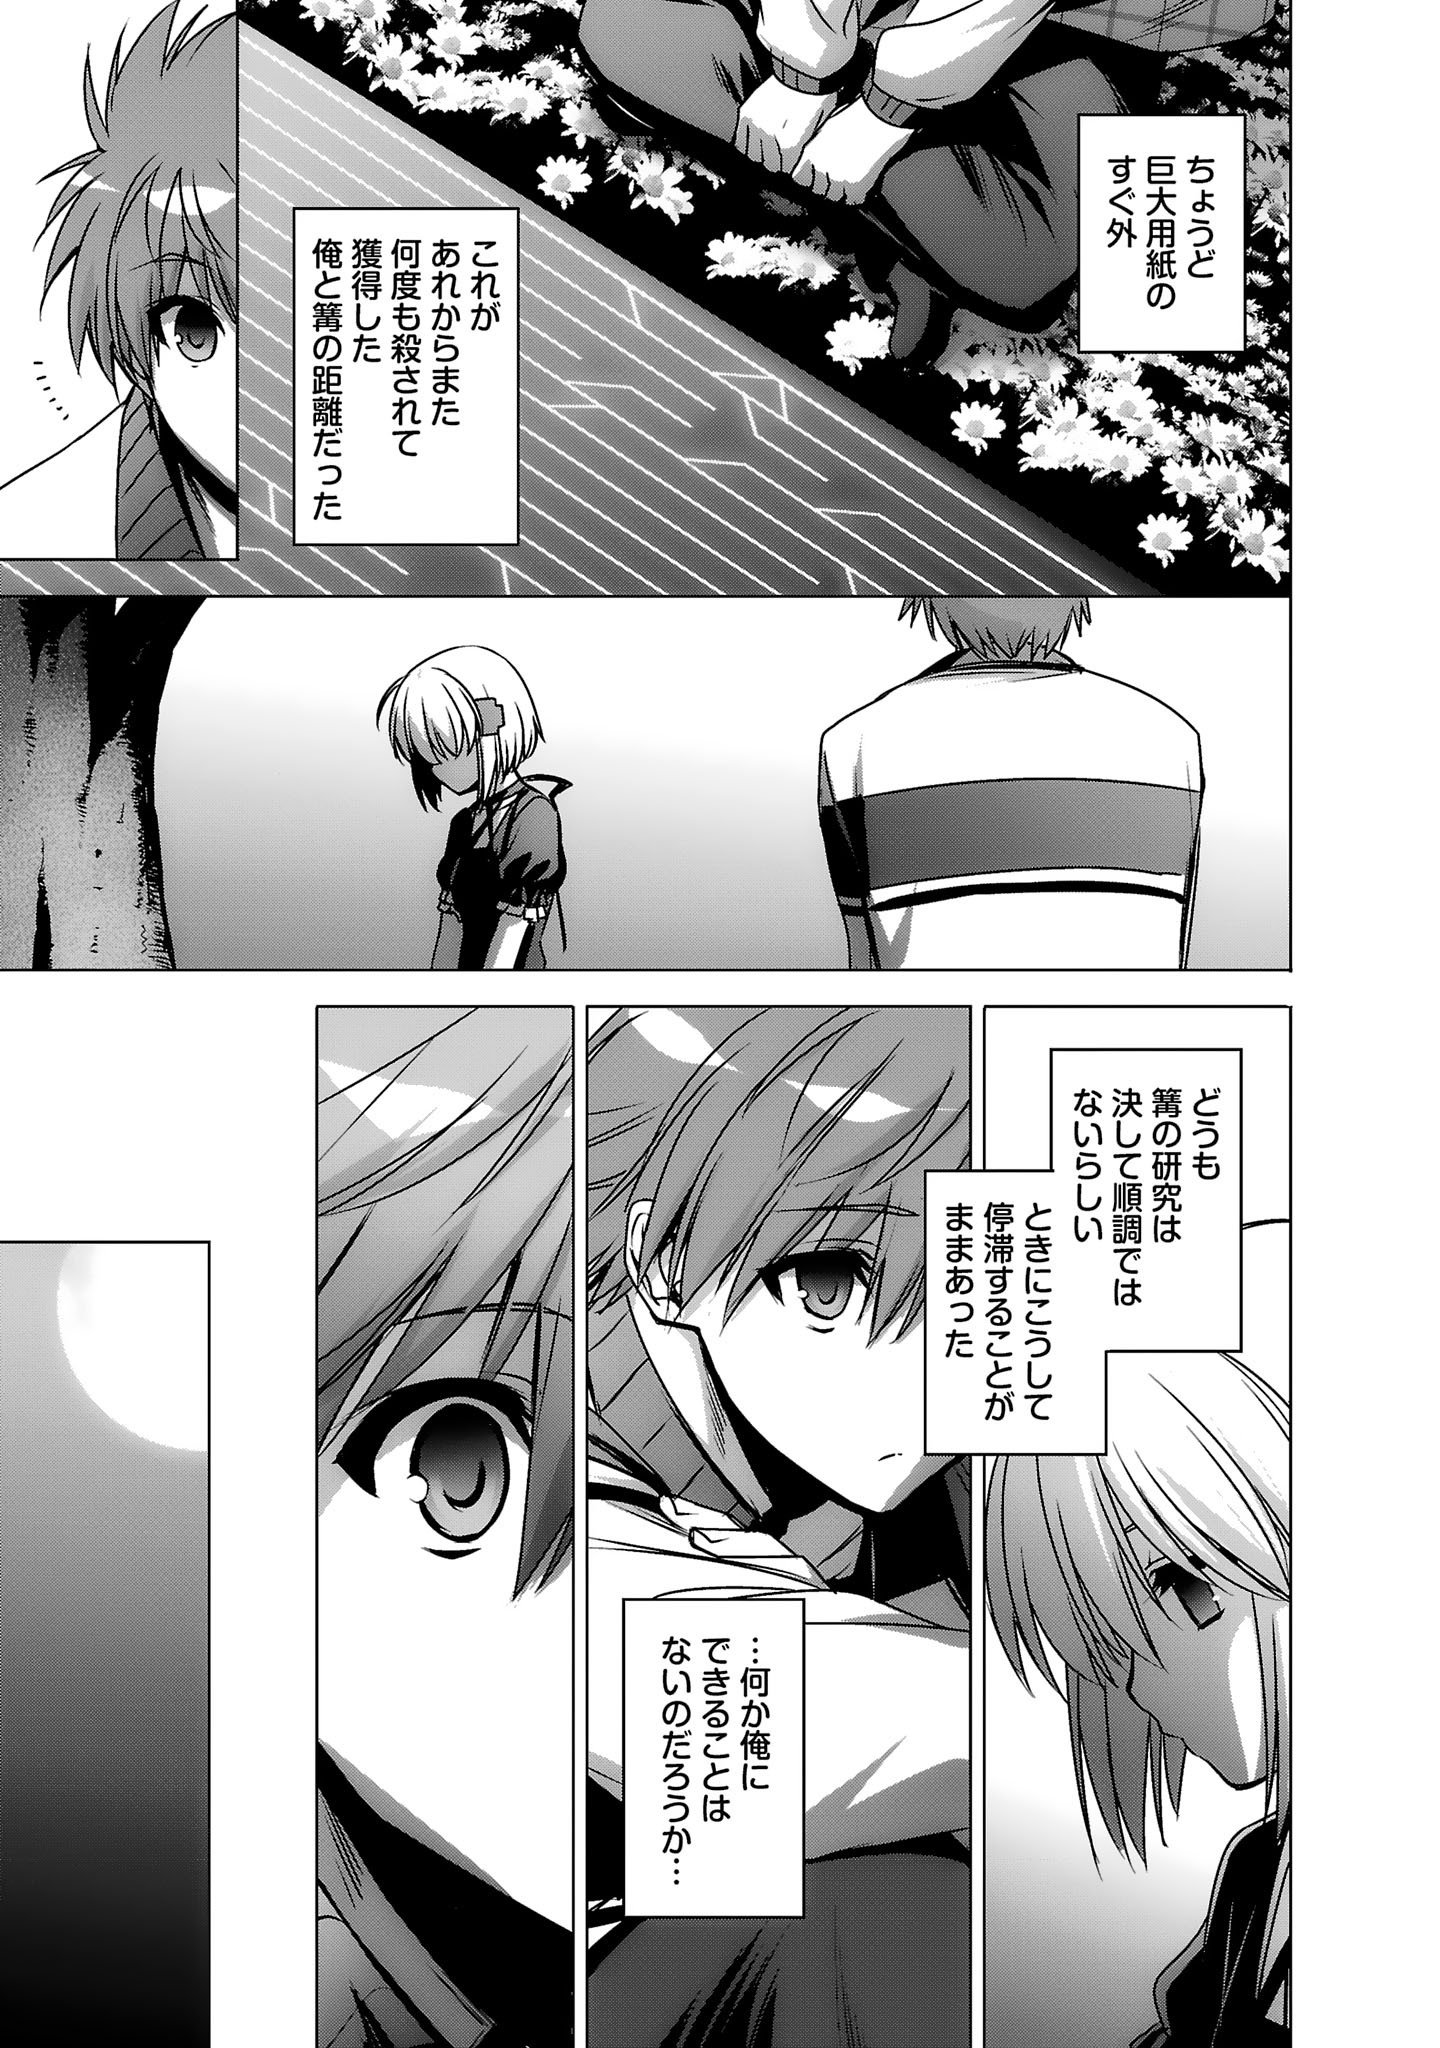 ちょうど
巨大用紙の
すぐ外
これが
あれからまた
何度も殺されて
獲得した
俺と篝の距離だった
どうも
篝の研究は
決して順調では
ないらしい
ときにこうして
停滞することが
ままあった
…何か俺に
できることは
ないのだろうか…